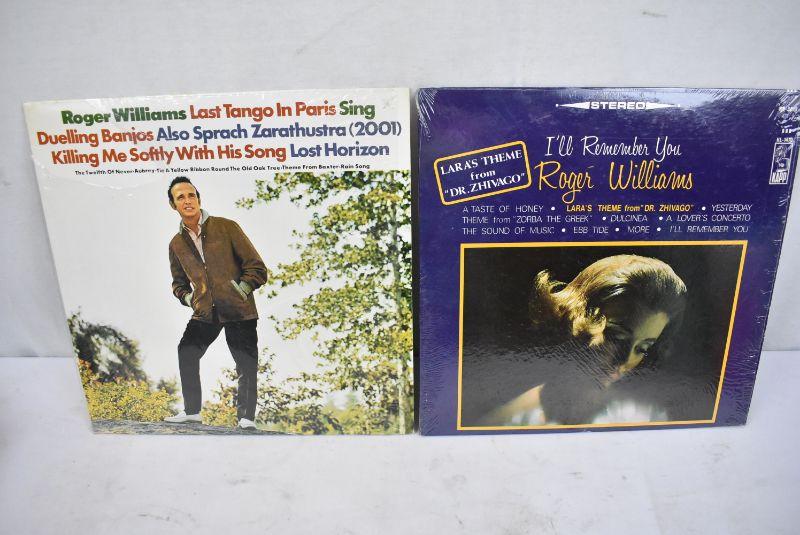 Roger Williams Last Tango In Paris Sing
Duelling Banjos Also Sprach Zarathustra (2001)
Killing Me Softly With His Song Lost Horizon
The Twelfth Of Never·Aubrey·Tie A Yellow Ribbon Round The Old Oak Tree·Theme From Baxter·Rain Song
STEREO
I'll Remember You
Roger Williams
LARA'S THEME
from
"DR. ZHIVAGO"
A TASTE OF HONEY • LARA'S THEME from "DR. ZHIVAGO" • YESTERDAY
THEME from "ZORBA THE GREEK" • DULCINEA • A LOVER'S CONCERTO
THE SOUND OF MUSIC • EBB TIDE • MORE • I'LL REMEMBER YOU
KAPP